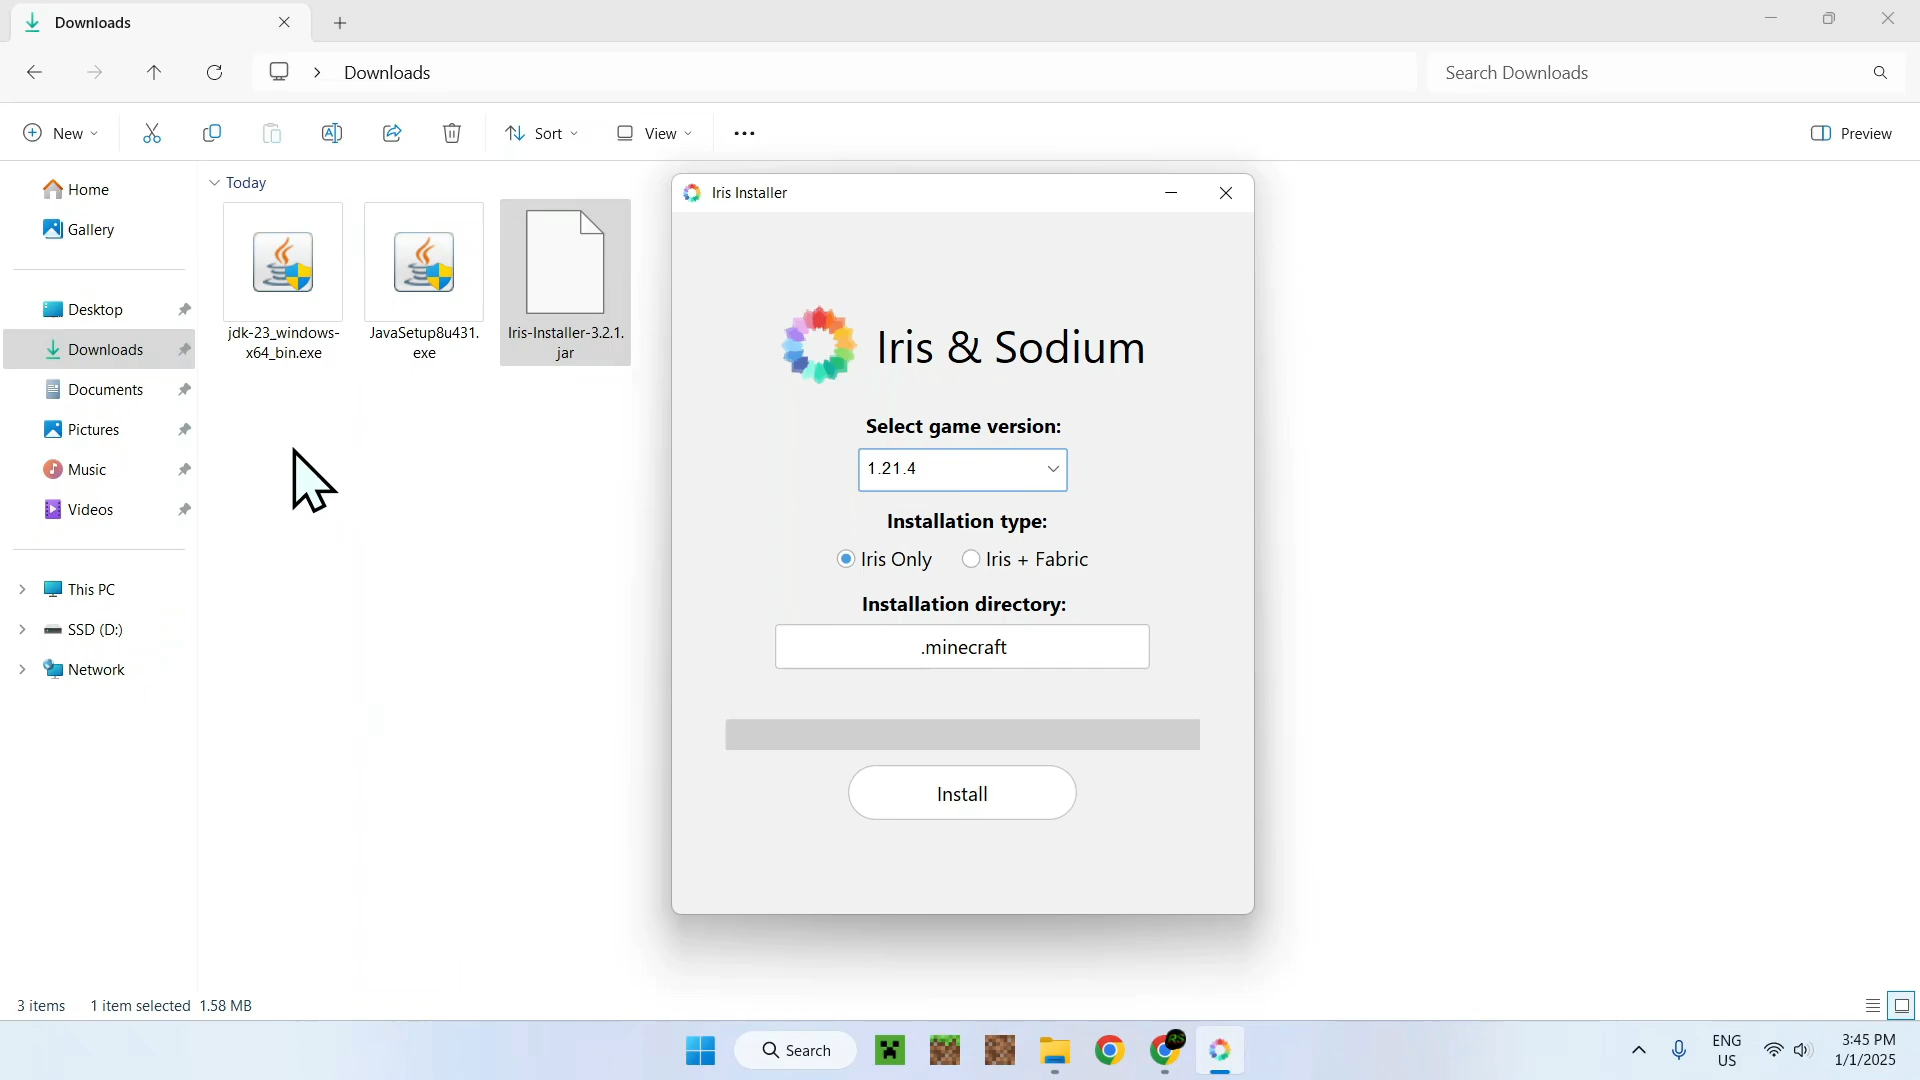 Downloads
Downloads
Search Downloads
New
Sort
View
Preview
Home
Gallery
Desktop
Downloads
Documents
Pictures
Music
Videos
This PC
SSD (D:)
Network
Today
jdk-23_windows-
x64_bin.exe
JavaSetup8u431.
exe
Iris-Installer-3.2.1.
jar
Iris Installer
Iris & Sodium
Select game version:
1.21.4
Installation type:
Iris Only
Iris + Fabric
Installation directory:
.minecraft
Install
3 items
1 item selected 1.58 MB
Search
RS
ENG
US
3:45 PM
1/1/2025